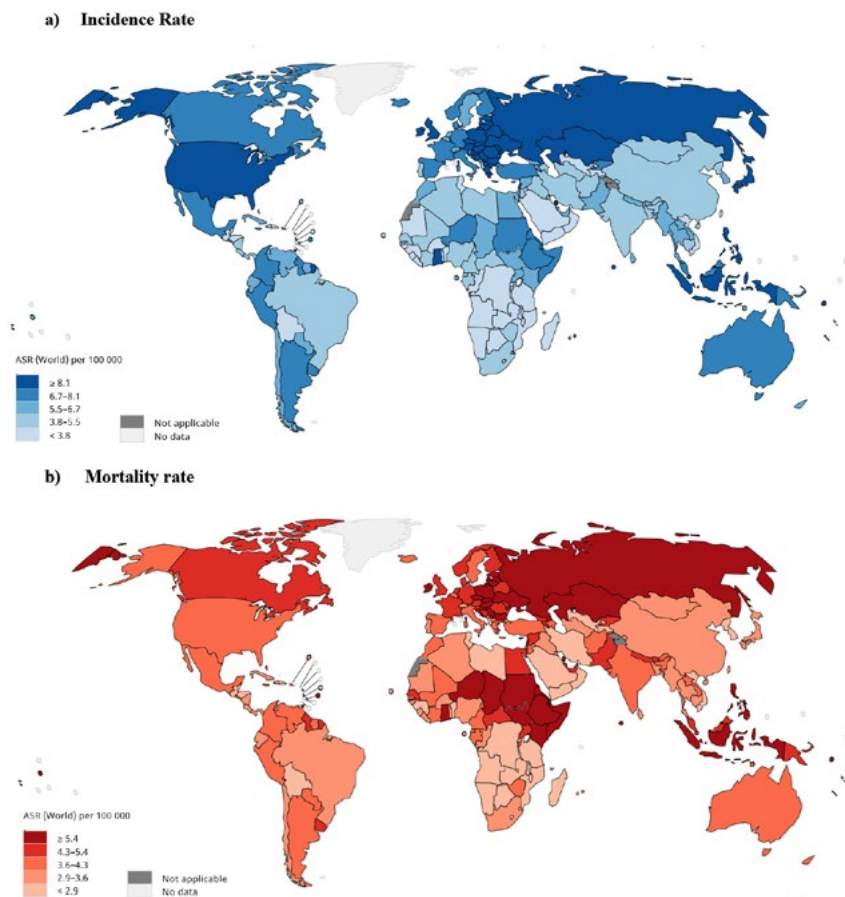 a) Incidence Rate
ASR (World) per 100 000
≥ 8.1
6.7–8.1
5.5–6.7
3.8–5.5
< 3.8
Not applicable
No data
b) Mortality rate
ASR (World) per 100 000
≥ 5.4
4.3–5.4
3.6–4.3
2.9–3.6
< 2.9
Not applicable
No data